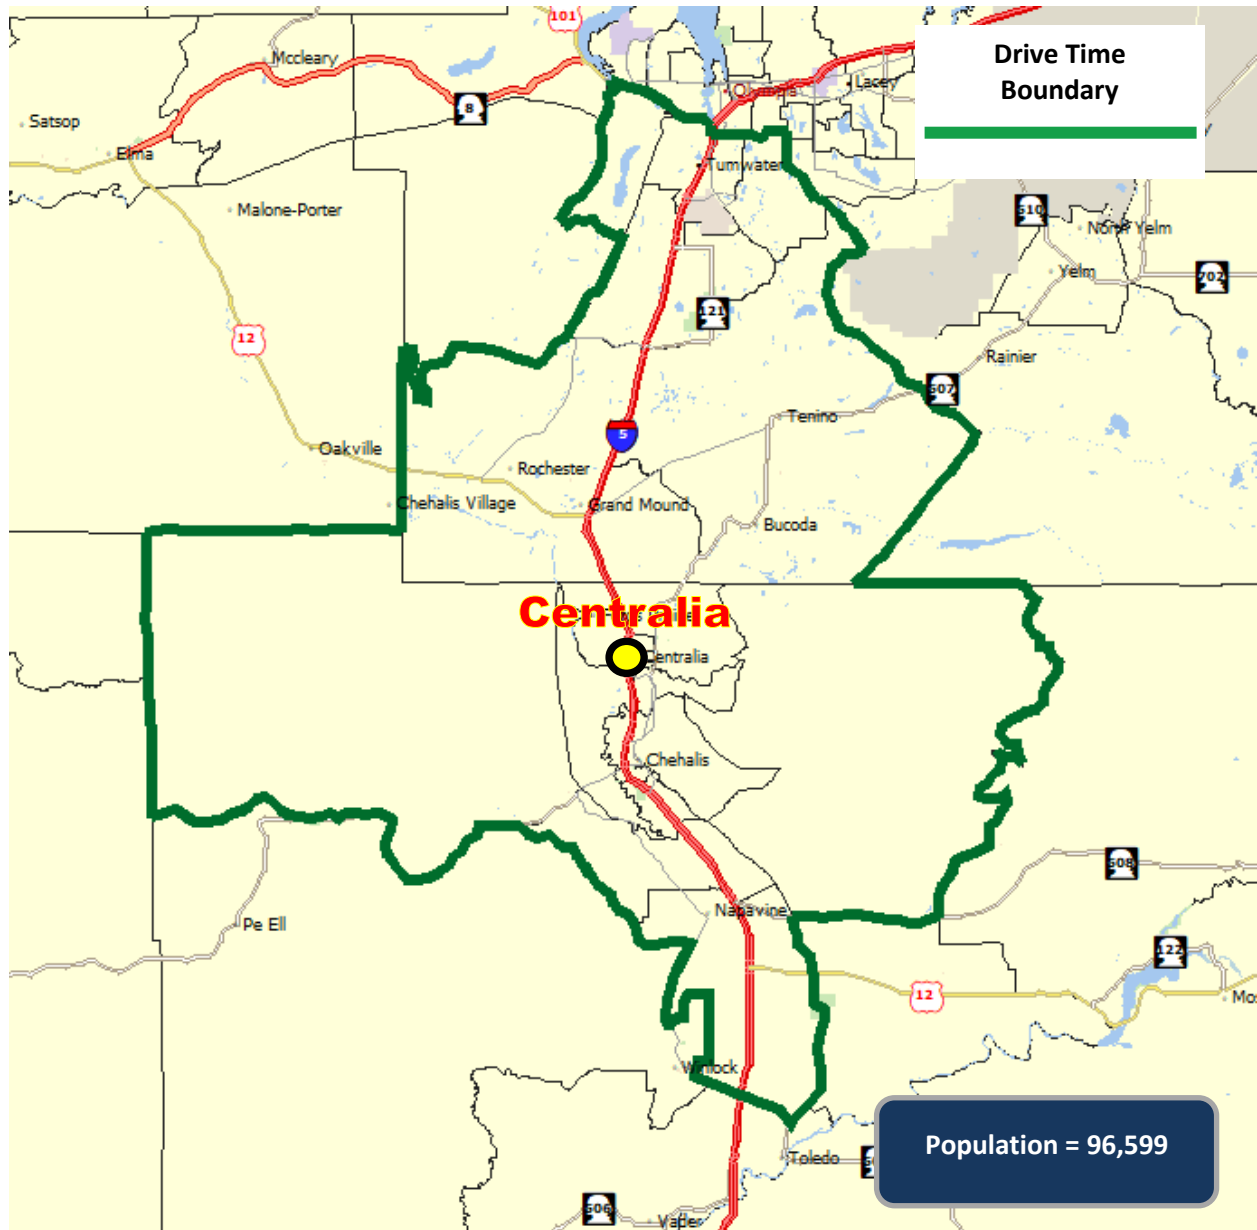 101
Drive Time
Boundary
Mccleary
Olympia
Lacey
8
Satsop
Elma
Tumwater
Malone-Porter
510
North Yelm
Yelm
702
121
12
Rainier
507
Tenino
5
Oakville
Rochester
Chehalis Village
Grand Mound
Bucoda
Centralia
Centralia
Chehalis
508
Napavine
Pe Ell
122
12
Mos
Winlock
Population = 96,599
Toledo
506
Vader